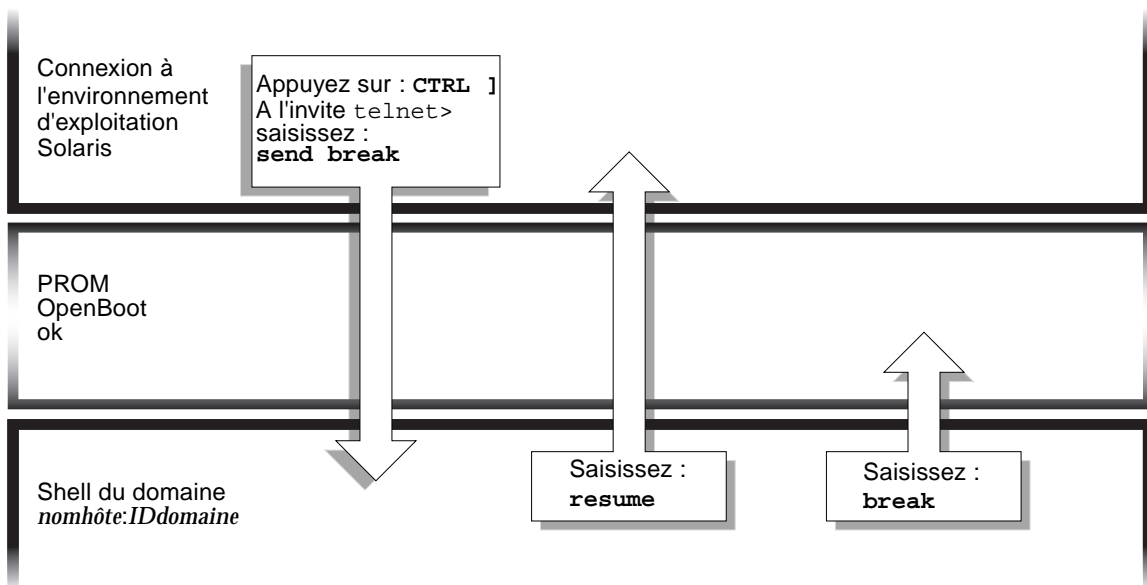 Connexion à
l'environnement
d'exploitation
Solaris
Appuyez sur : CTRL ]
A l'invite telnet>
saisissez :
send break
PROM
OpenBoot
ok
Shell du domaine
nomhôte:IDdomaine
Saisissez :
resume
Saisissez :
break